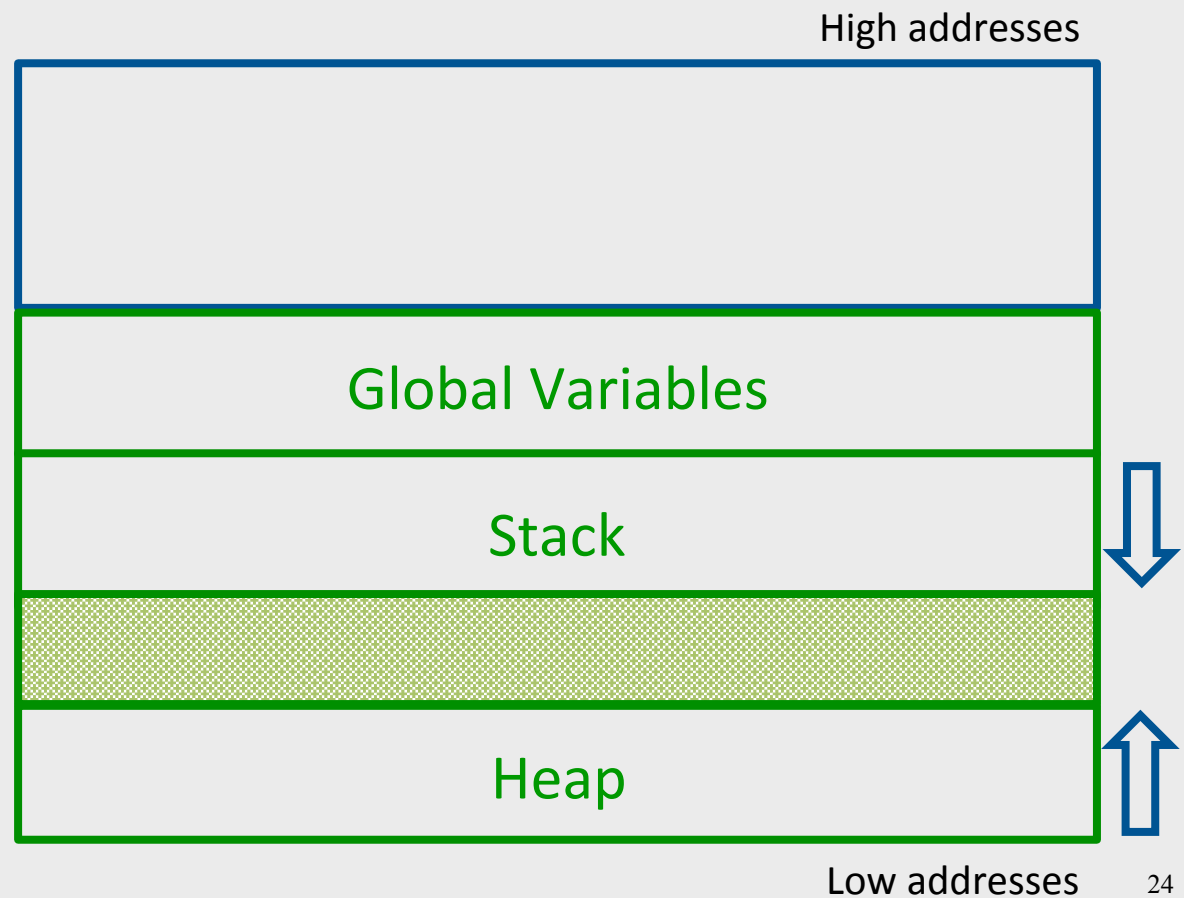 High addresses
Global Variables
Stack
Heap
Low addresses
24